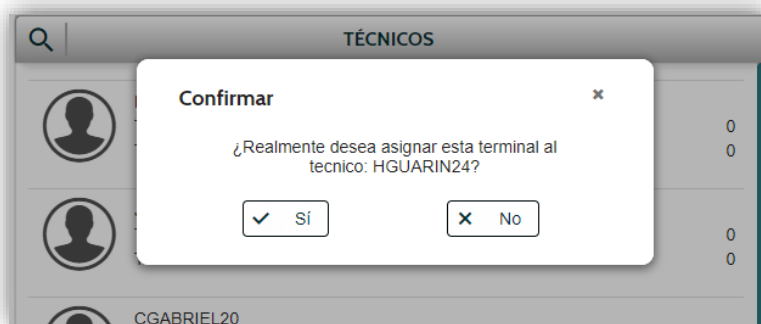 TÉCNICOS
Confirmar
¿Realmente desea asignar esta terminal al
tecnico: HGUARIN24?
Sí
No
0
0
0
0
CGABRIEL20